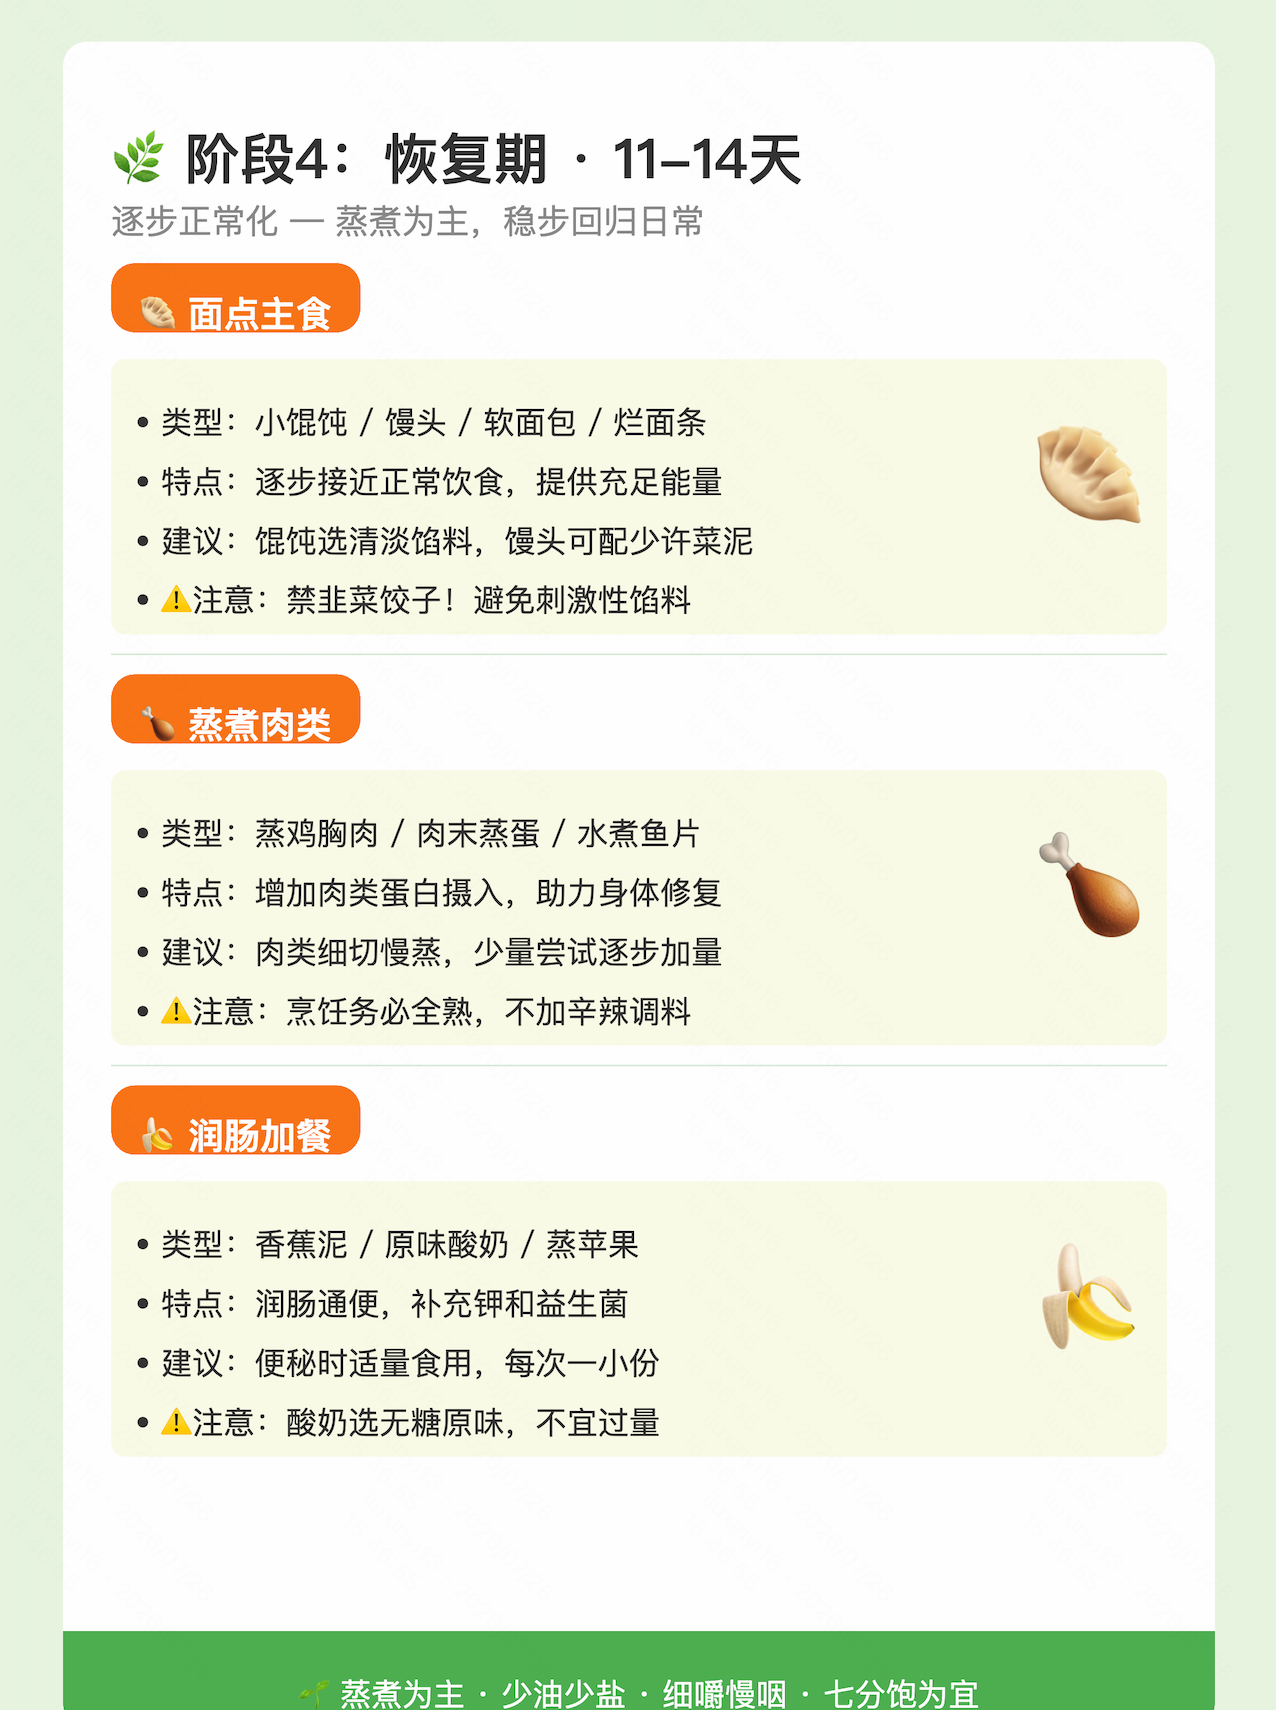 阶段4：恢复期 · 11–14天
逐步正常化 — 蒸煮为主，稳步回归日常
面点主食
• 类型：小馄饨 / 馒头 / 软面包 / 烂面条
• 特点：逐步接近正常饮食，提供充足能量
• 建议：馄饨选清淡馅料，馒头可配少许菜泥
• ⚠️注意：禁韭菜饺子！避免刺激性馅料
蒸煮肉类
• 类型：蒸鸡胸肉 / 肉末蒸蛋 / 水煮鱼片
• 特点：增加肉类蛋白摄入，助力身体修复
• 建议：肉类细切慢蒸，少量尝试逐步加量
• ⚠️注意：烹饪务必全熟，不加辛辣调料
润肠加餐
• 类型：香蕉泥 / 原味酸奶 / 蒸苹果
• 特点：润肠通便，补充钾和益生菌
• 建议：便秘时适量食用，每次一小份
• ⚠️注意：酸奶选无糖原味，不宜过量
蒸煮为主 · 少油少盐 · 细嚼慢咽 · 七分饱为宜